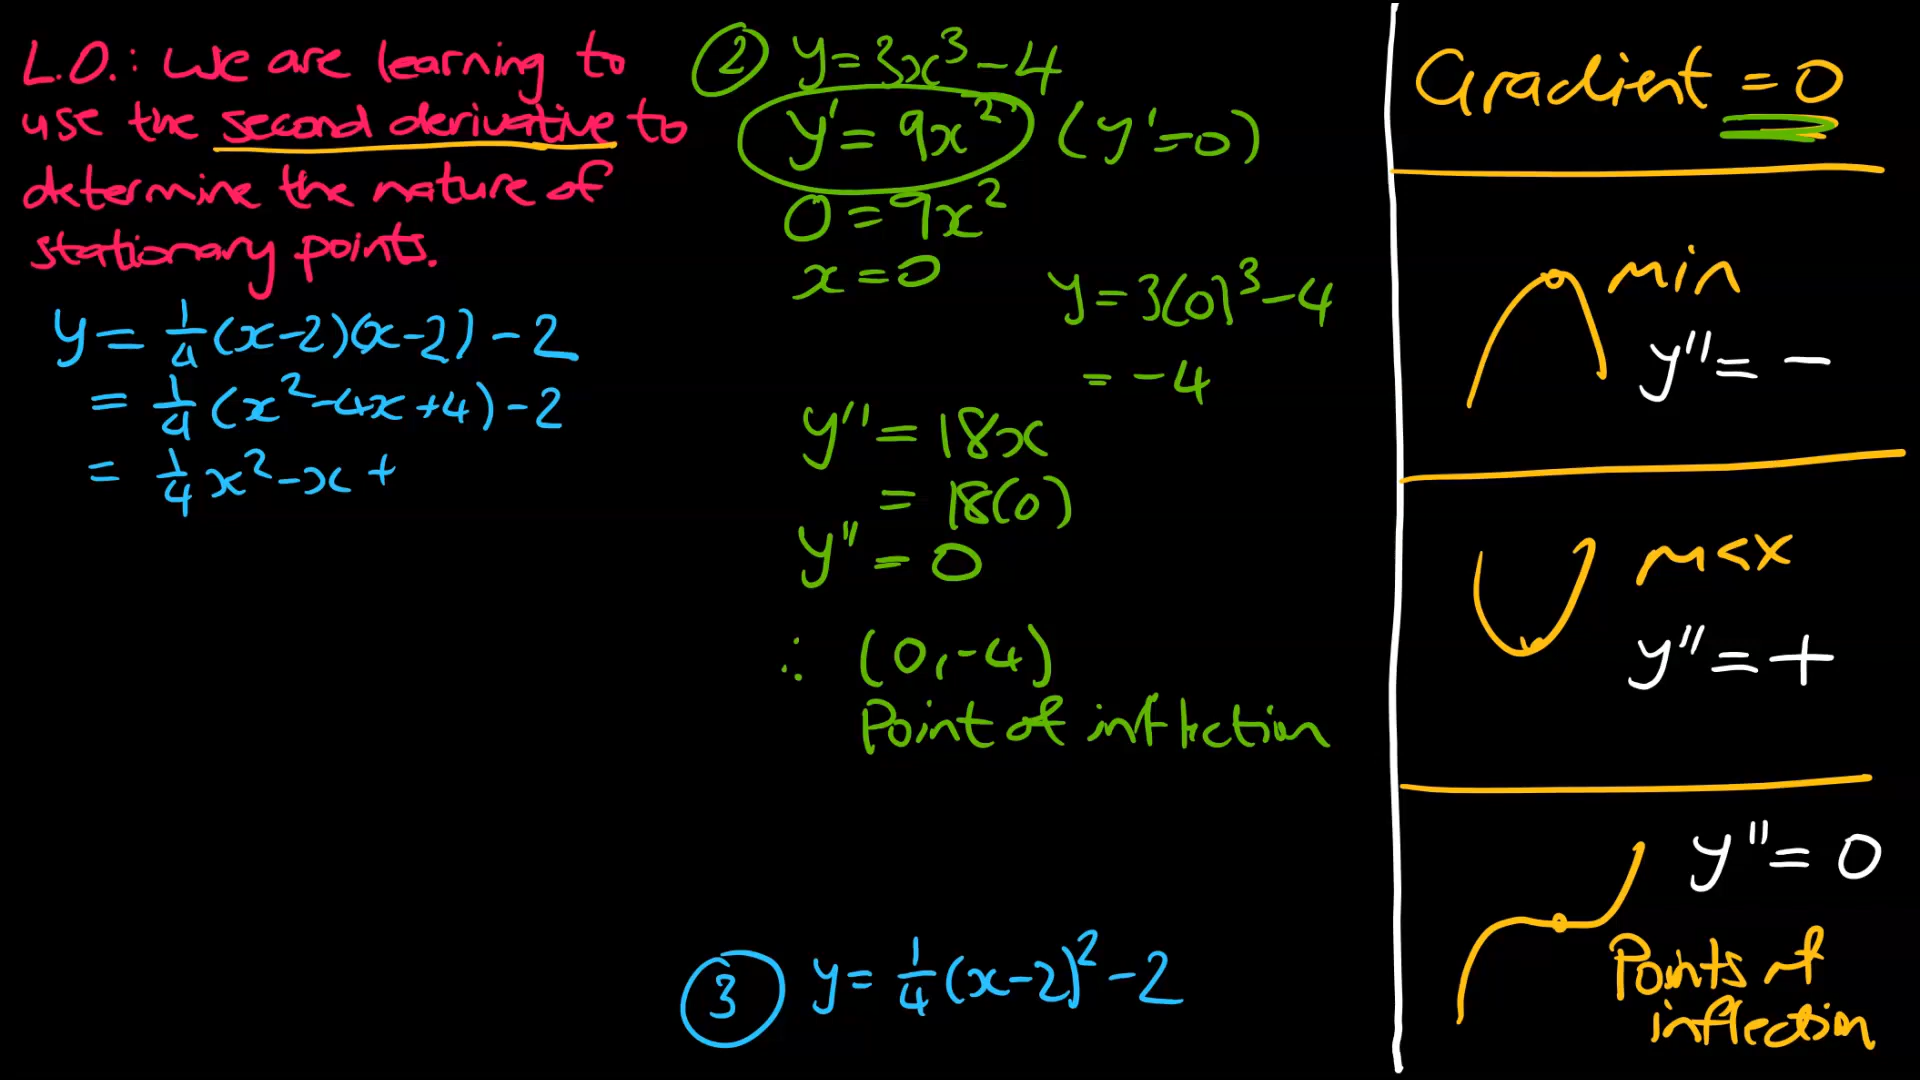 L.O.: We are learning to
use the second derivative to
determine the nature of
stationary points.
y = 1/4 (x-2)(x-2) - 2
= 1/4 (x² - 4x + 4) - 2
= 1/4 x² - x +
② y = 3x³ - 4
y' = 9x² (y' = 0)
0 = 9x²
x = 0
y = 3(0)³ - 4
= -4
y'' = 18x
= 18(0)
y'' = 0
∴ (0, -4)
Point of inflection
③ y = 1/4 (x-2)² - 2
Gradient = 0
min
y'' = -
max
y'' = +
y'' = 0
Points of
inflection